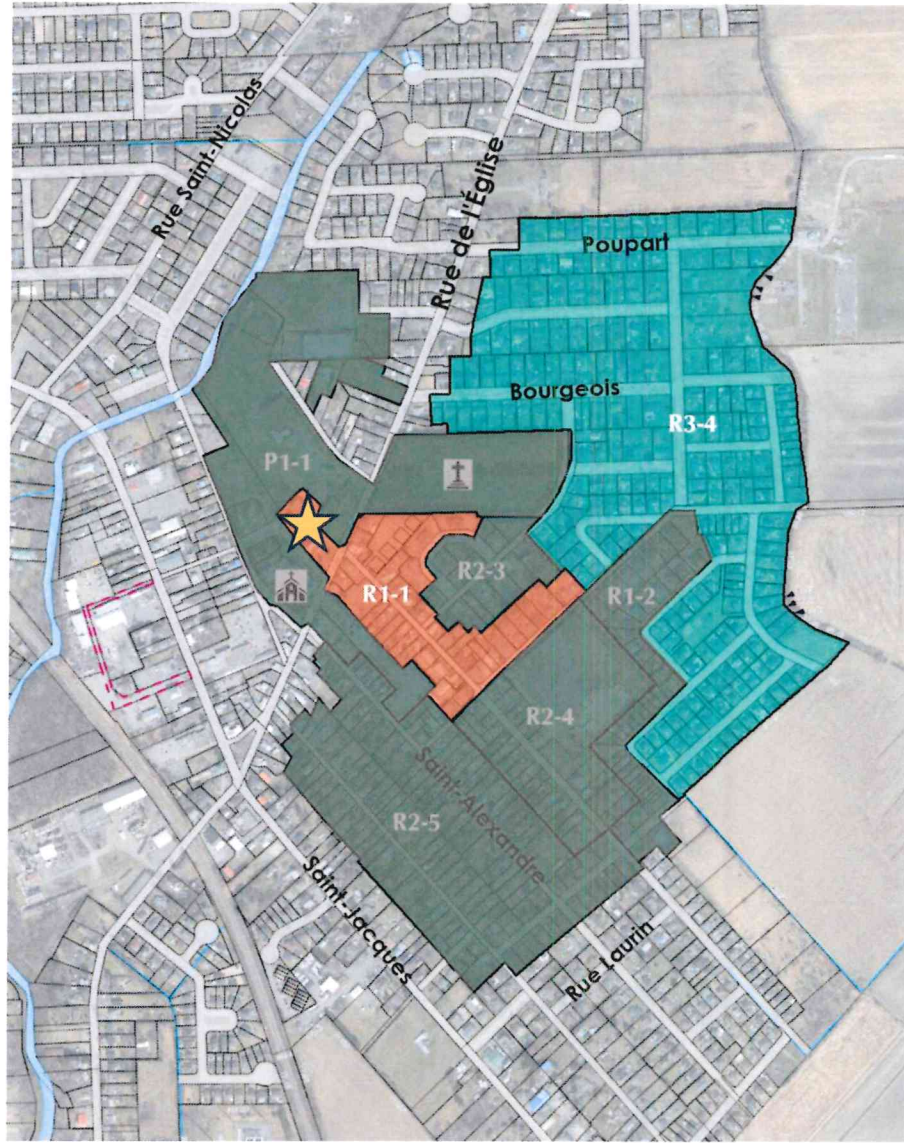 Rue Saint-Nicolas
Rue de l'Église
Poupart
Bourgeois
R3-4
P1-1
R2-3
R1-1
R1-2
R2-4
Saint-Alexandre
R2-5
Saint-Jacques
Rue Laurin